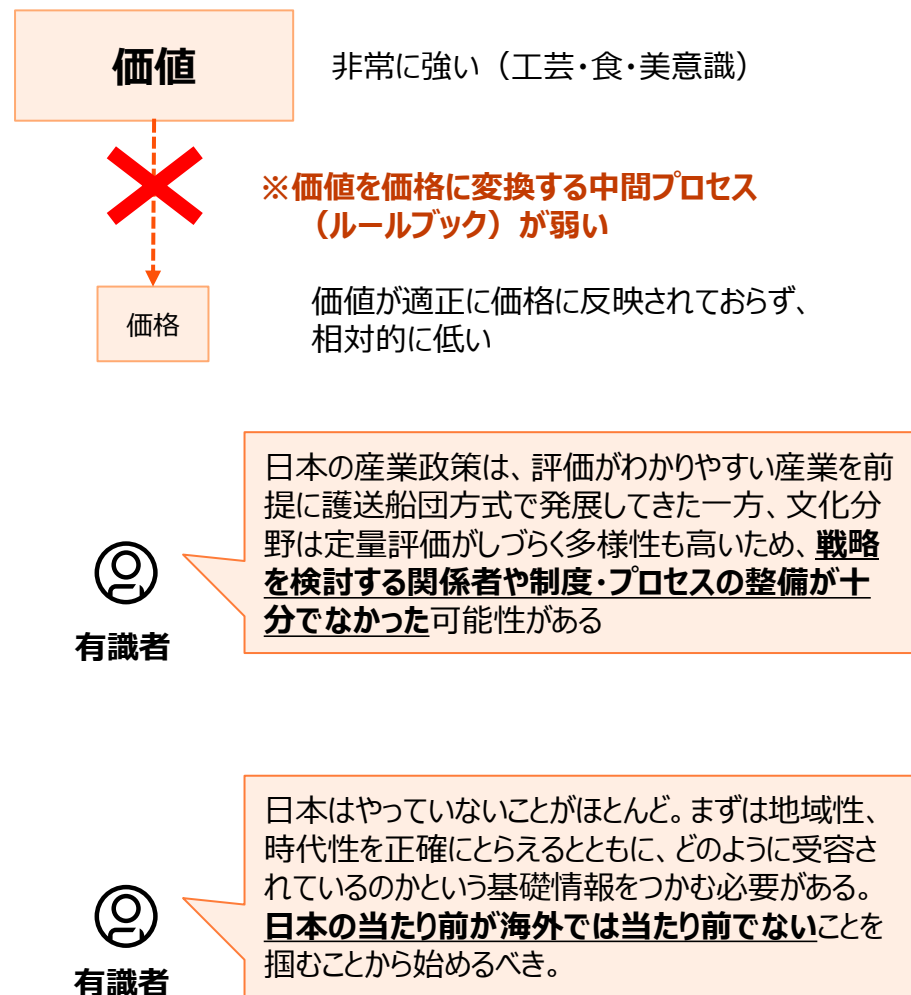 価値
非常に強い（工芸・食・美意識）
※価値を価格に変換する中間プロセス
（ルールブック）が弱い
価格
価値が適正に価格に反映されておらず、
相対的に低い
日本の産業政策は、評価がわかりやすい産業を前
提に護送船団方式で発展してきた一方、文化分
野は定量評価がしづらく多様性も高いため、戦略
を検討する関係者や制度・プロセスの整備が十
分でなかった可能性がある
有識者
日本はやっていないことがほとんど。まずは地域性、
時代性を正確にとらえるとともに、どのように受容さ
れているのかという基礎情報をつかむ必要がある。
日本の当たり前が海外では当たり前でないことを
掴むことから始めるべき。
有識者